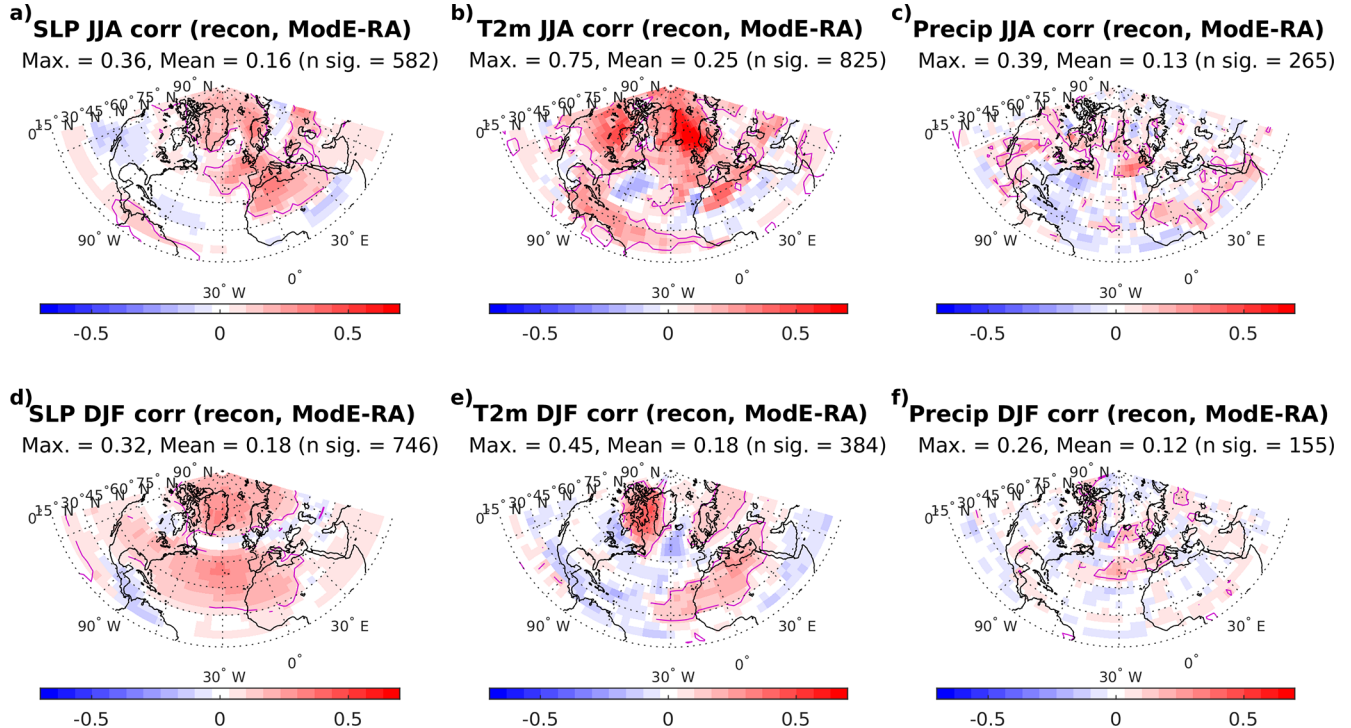 a)
SLP JJA corr (recon, ModE-RA)
Max. = 0.36, Mean = 0.16 (n sig. = 582)
90° N
75° N
60° N
45° N
30° N
15° N
0°
90° W
30° E
0°
30° W
-0.5 0 0.5
b)
T2m JJA corr (recon, ModE-RA)
Max. = 0.75, Mean = 0.25 (n sig. = 825)
90° N
75° N
60° N
45° N
30° N
15° N
0°
90° W
30° E
0°
30° W
-0.5 0 0.5
c)
Precip JJA corr (recon, ModE-RA)
Max. = 0.39, Mean = 0.13 (n sig. = 265)
90° N
75° N
60° N
45° N
30° N
15° N
0°
90° W
30° E
0°
30° W
-0.5 0 0.5
d)
SLP DJF corr (recon, ModE-RA)
Max. = 0.32, Mean = 0.18 (n sig. = 746)
90° N
75° N
60° N
45° N
30° N
15° N
0°
90° W
30° E
0°
30° W
-0.5 0 0.5
e)
T2m DJF corr (recon, ModE-RA)
Max. = 0.45, Mean = 0.18 (n sig. = 384)
90° N
75° N
60° N
45° N
30° N
15° N
0°
90° W
30° E
0°
30° W
-0.5 0 0.5
f)
Precip DJF corr (recon, ModE-RA)
Max. = 0.26, Mean = 0.12 (n sig. = 155)
90° N
75° N
60° N
45° N
30° N
15° N
0°
90° W
30° E
0°
30° W
-0.5 0 0.5